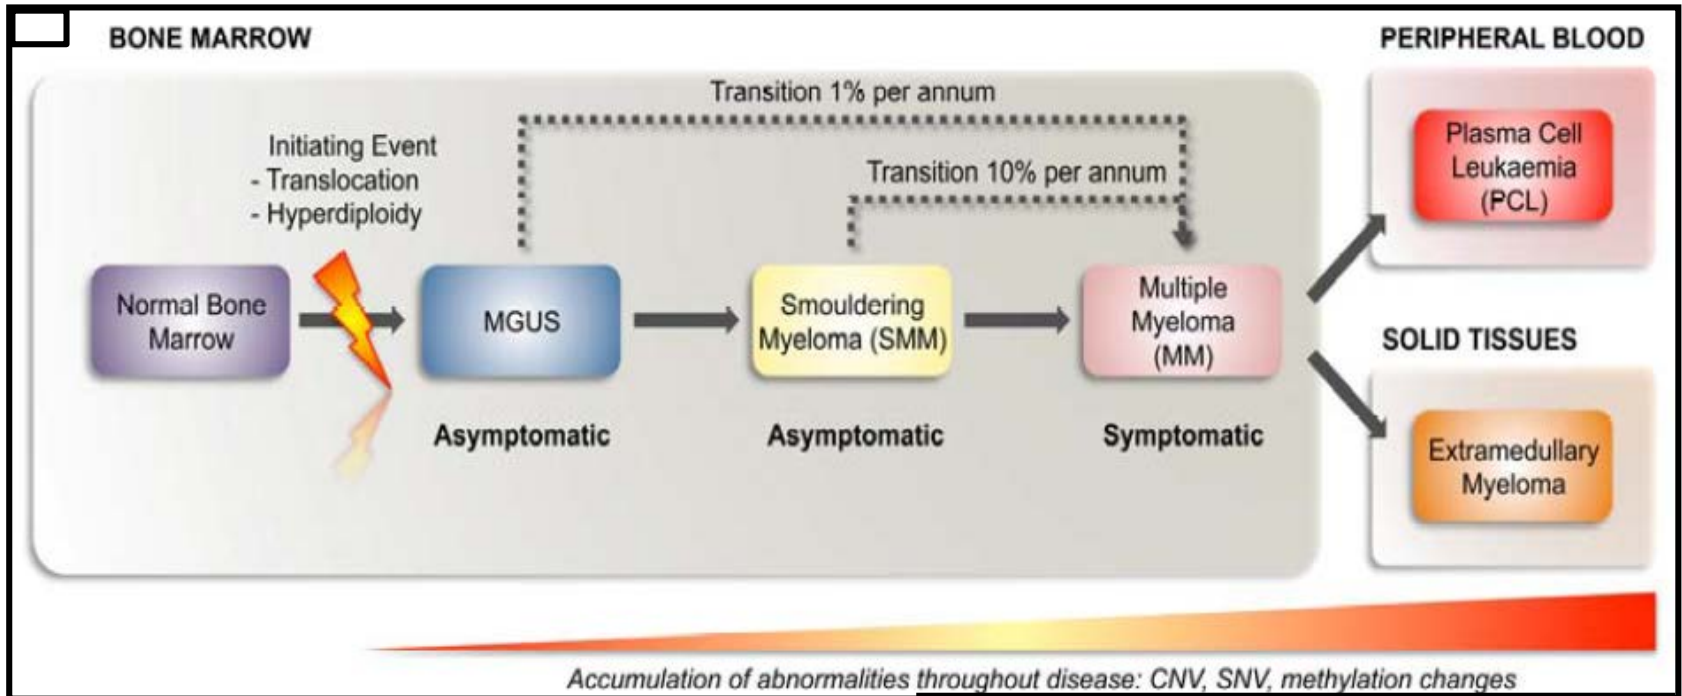 BONE MARROW
PERIPHERAL BLOOD
Transition 1% per annum
Initiating Event
- Translocation
- Hyperdiploidy
Transition 10% per annum
Plasma Cell
Leukaemia
(PCL)
Normal Bone
Marrow
MGUS
Smouldering
Myeloma (SMM)
Multiple
Myeloma
(MM)
SOLID TISSUES
Asymptomatic
Asymptomatic
Symptomatic
Extramedullary
Myeloma
Accumulation of abnormalities throughout disease: CNV, SNV, methylation changes